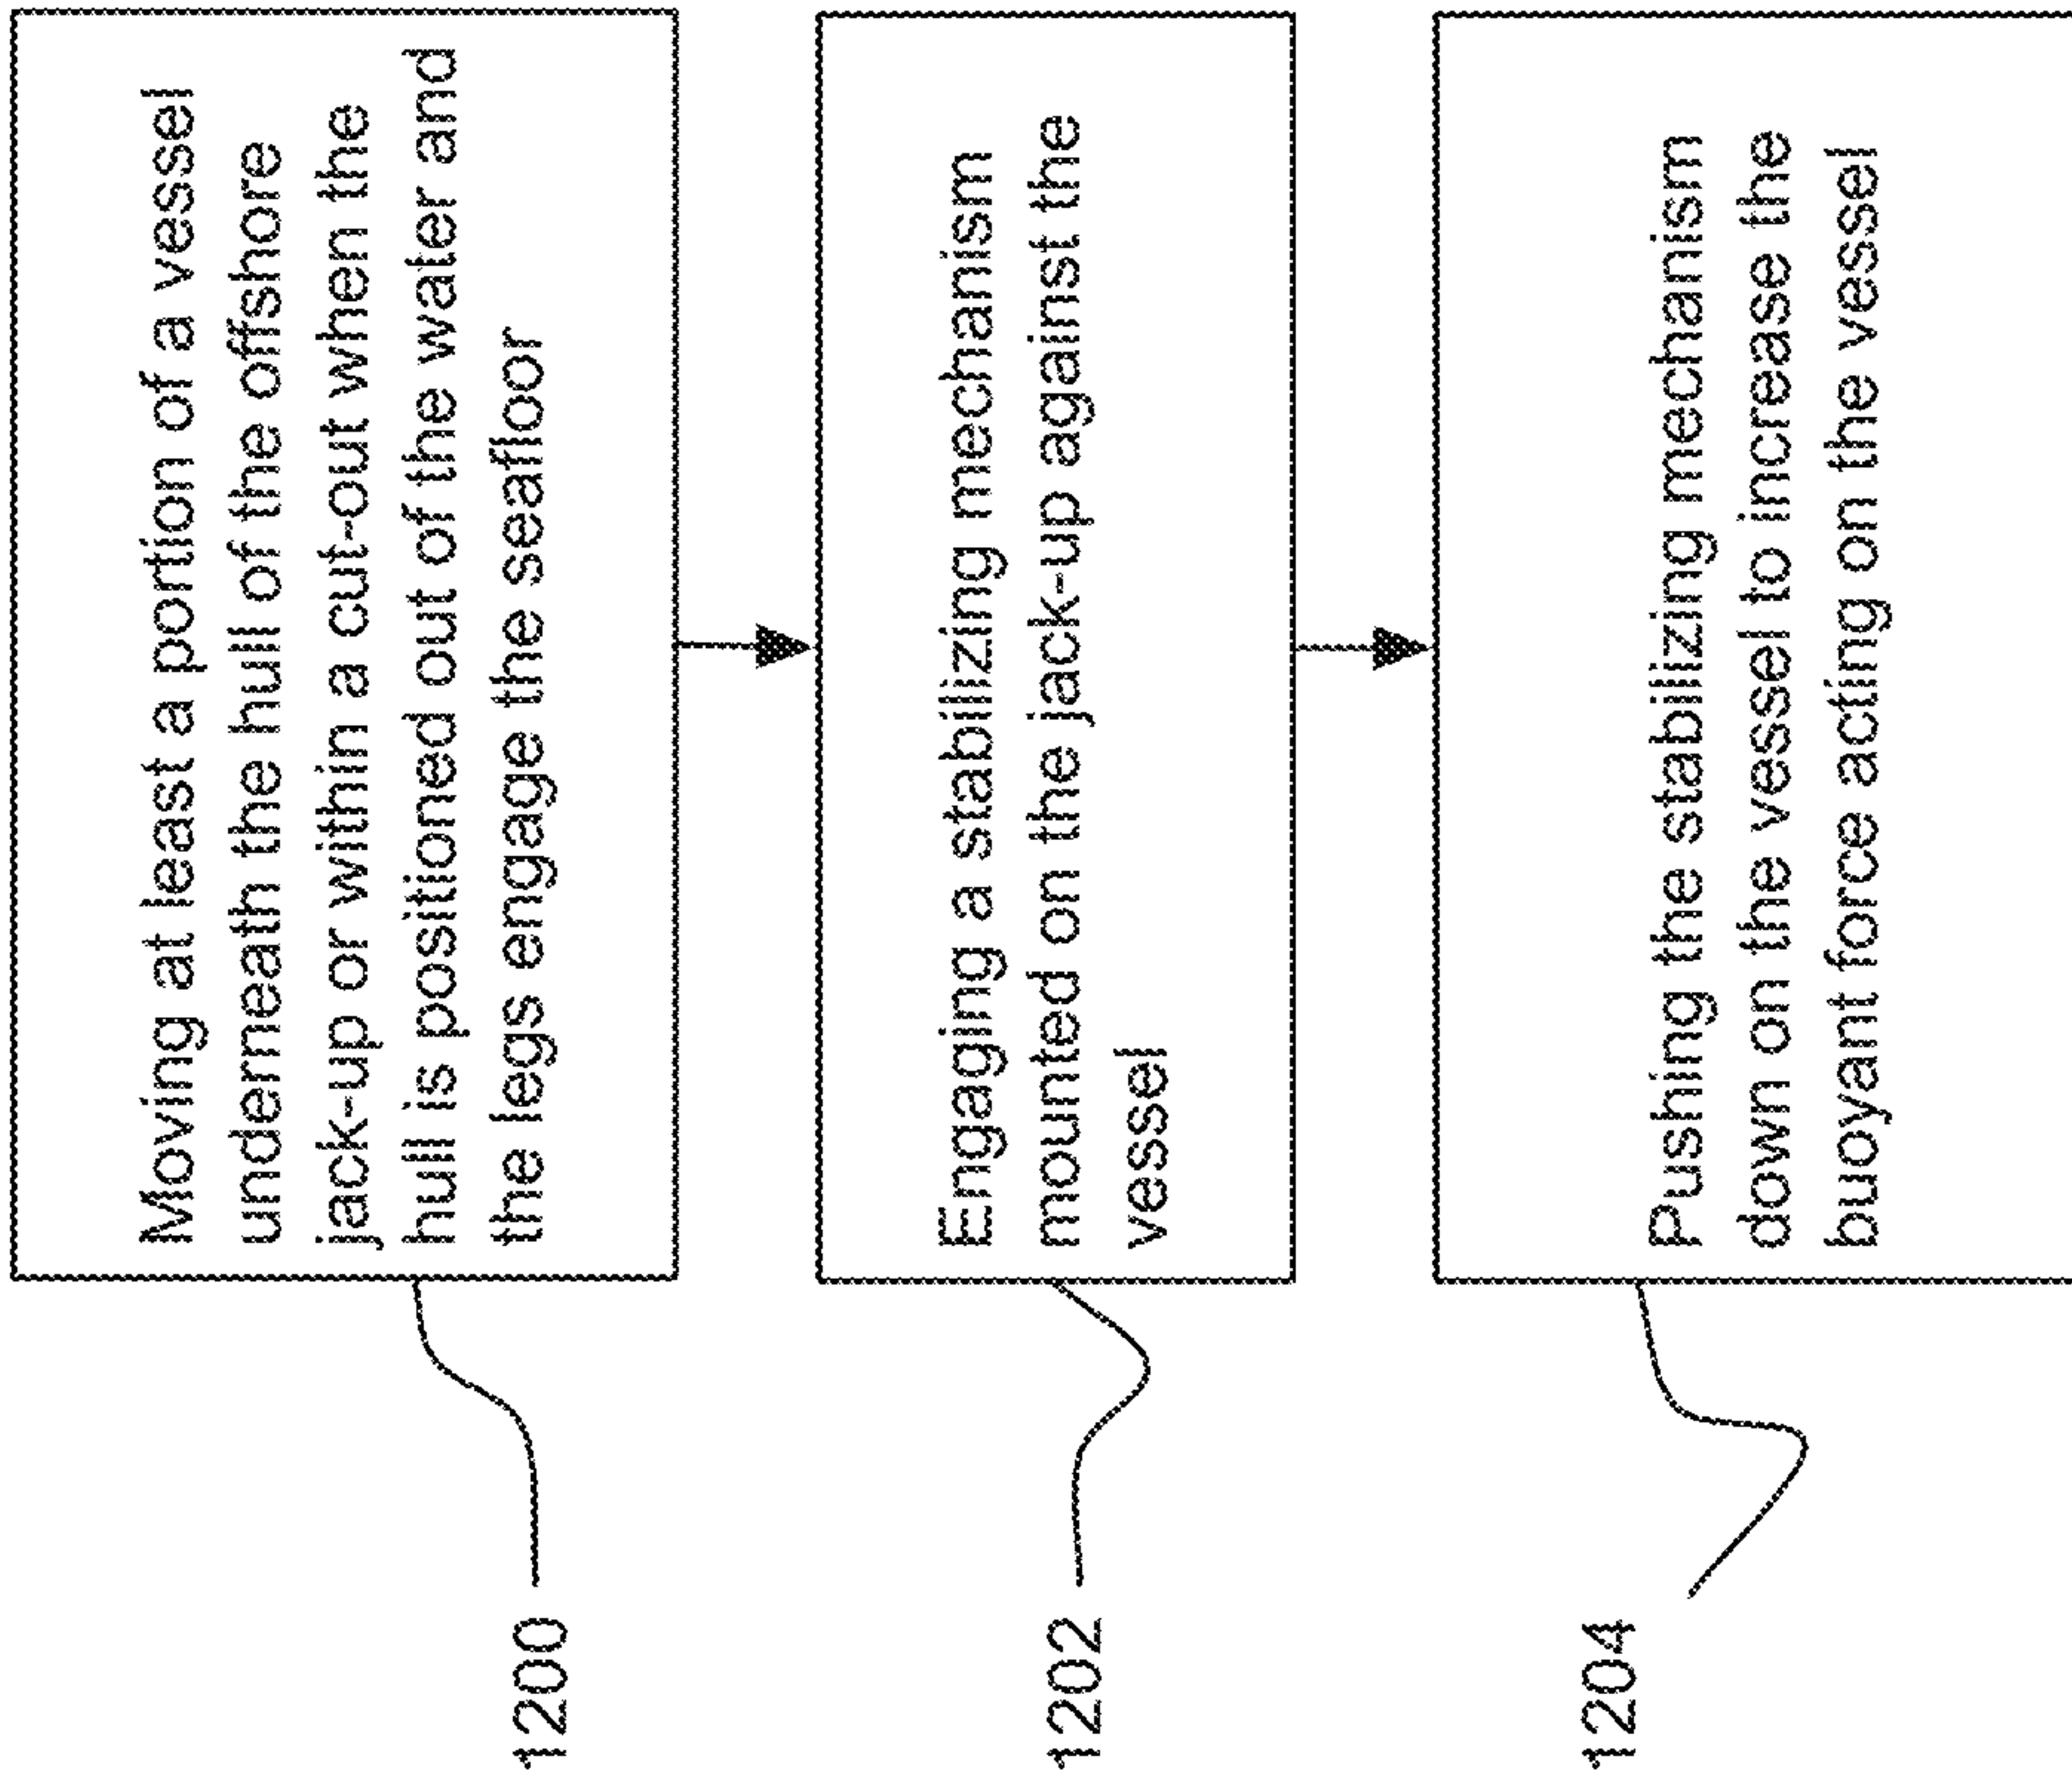 Moving at least a portion of a vessel
underneath the hull of the offshore
jack-up or within a cut-out when the
hull is positioned out of the water and
the legs engage the seafloor
1200
Engaging a stabilizing mechanism
mounted on the jack-up against the
vessel
1202
Pushing the stabilizing mechanism
down on the vessel to increase the
buoyant force acting on the vessel
1204